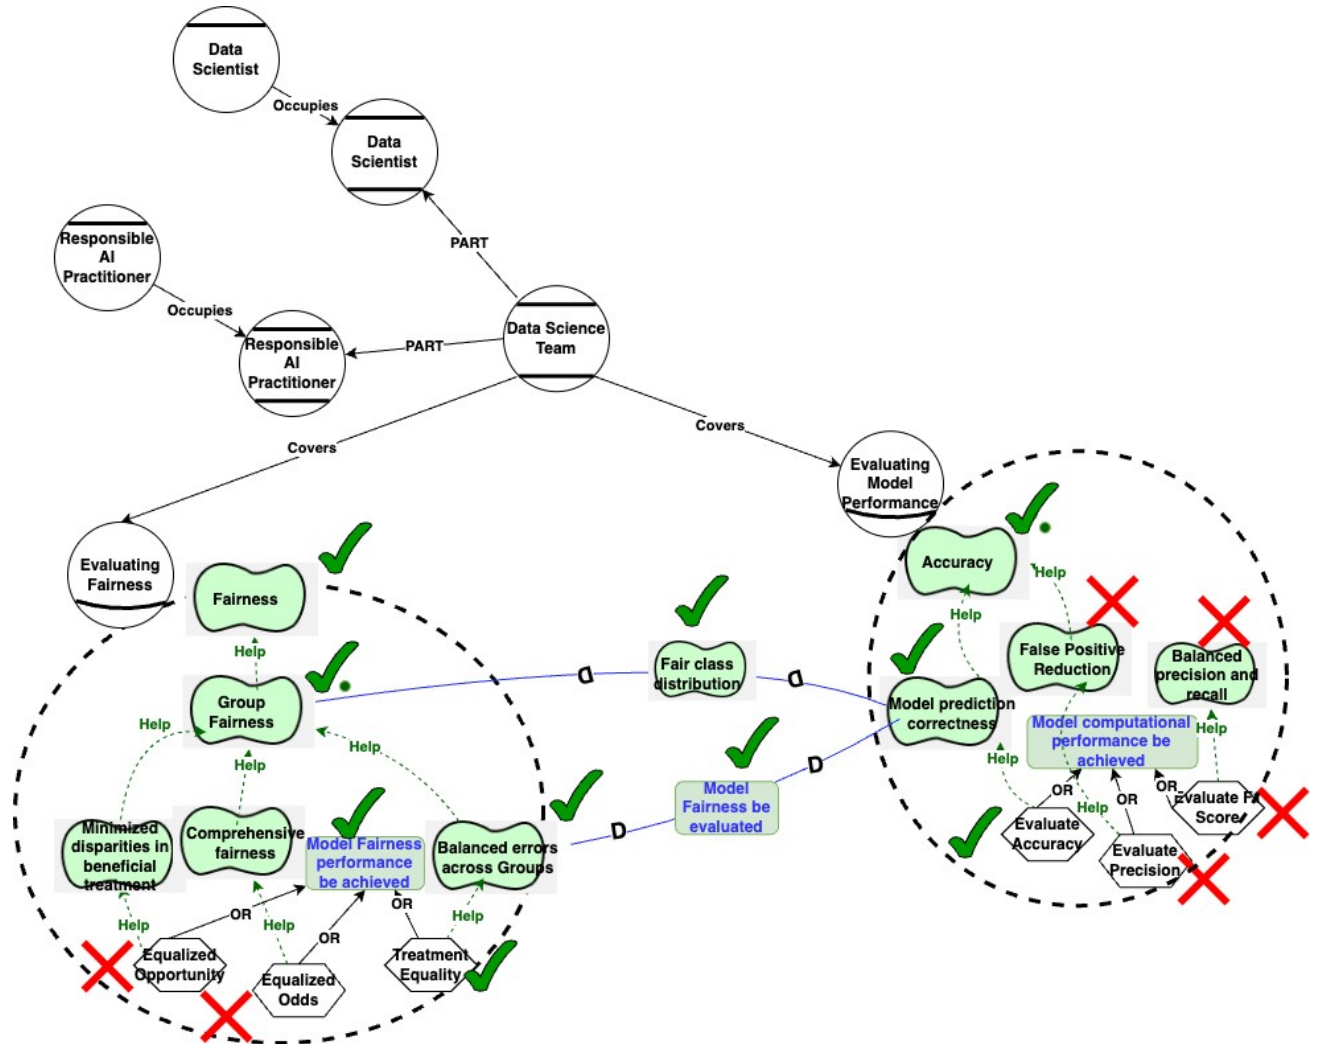 Data
Scientist
Occupies
Data
Scientist
PART
Responsible
AI
Practitioner
Occupies
Responsible
AI
Practitioner
PART
Data Science
Team
Covers
Covers
Evaluating
Model
Performance
Evaluating
Fairness
Fairness
Help
Group
Fairness
Help
Help
Help
Minimized
disparities in
beneficial
treatment
Comprehensive
fairness
Model Fairness
performance
be achieved
Balanced errors
across Groups
Help
OR
Help
OR
OR
Help
Equalized
Opportunity
Equalized
Odds
Treatment
Equality
D
Fair class
distribution
D
D
Model
Fairness be
evaluated
D
Accuracy
Help
Help
False Positive
Reduction
Balanced
precision and
recall
Model prediction
correctness
Model computational
performance be
achieved
Help
Help
OR
OR
OR
Help
Evaluate
Accuracy
Evaluate
Precision
Evaluate F1
Score